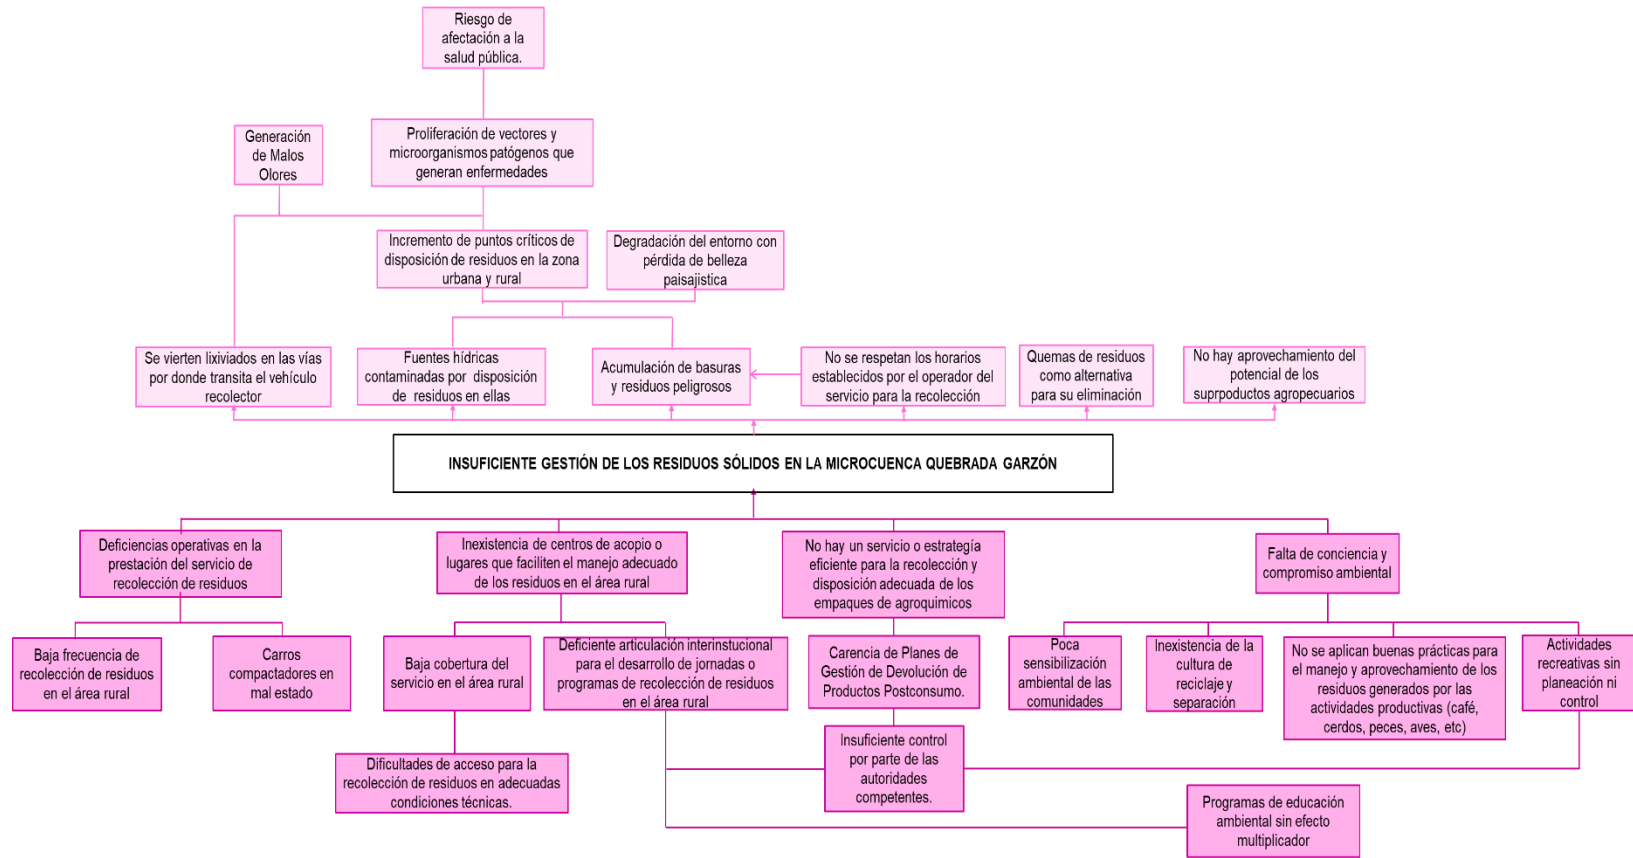 Riesgo de
afectación a la
salud pública.
Generación
de Malos
Olores
Proliferación de vectores y
microorganismos patógenos que
generan enfermedades
Incremento de puntos críticos de
disposición de residuos en la zona
urbana y rural
Degradación del entorno con
pérdida de belleza
paisajistica
Se vierten lixiviados en las vías
por donde transita el vehículo
recolector
Fuentes hídricas
contaminadas por disposición
de residuos en ellas
Acumulación de basuras
y residuos peligrosos
No se respetan los horarios
establecidos por el operador del
servicio para la recolección
Quemas de residuos
como alternativa
para su eliminación
No hay aprovechamiento del
potencial de los
suprpoductos agropecuarios
INSUFICIENTE GESTIÓN DE LOS RESIDUOS SÓLIDOS EN LA MICROCUENCA QUEBRADA GARZÓN
Deficiencias operativas en la
prestación del servicio de
recolección de residuos
Inexistencia de centros de acopio o
lugares que faciliten el manejo adecuado
de los residuos en el área rural
No hay un servicio o estrategía
eficiente para la recolección y
disposición adecuada de los
empaques de agroquimicos
Falta de conciencia y
compromiso ambiental
Baja frecuencia de
recolección de residuos
en el área rural
Carros
compactadores en
mal estado
Baja cobertura del
servicio en el área rural
Deficiente articulación interinstucional
para el desarrollo de jornadas o
programas de recolección de residuos
en el área rural
Carencia de Planes de
Gestión de Devolución de
Productos Postconsumo.
Poca
sensibilización
ambiental de las
comunidades
Inexistencia de la
cultura de
reciclaje y
separación
No se aplican buenas prácticas para
el manejo y aprovechamiento de los
residuos generados por las
actividades productivas (café,
cerdos, peces, aves, etc)
Actividades
recreativas sin
planeación ni
control
Dificultades de acceso para la
recolección de residuos en adecuadas
condiciones técnicas.
Insuficiente control
por parte de las
autoridades
competentes.
Programas de educación
ambiental sin efecto
multiplicador